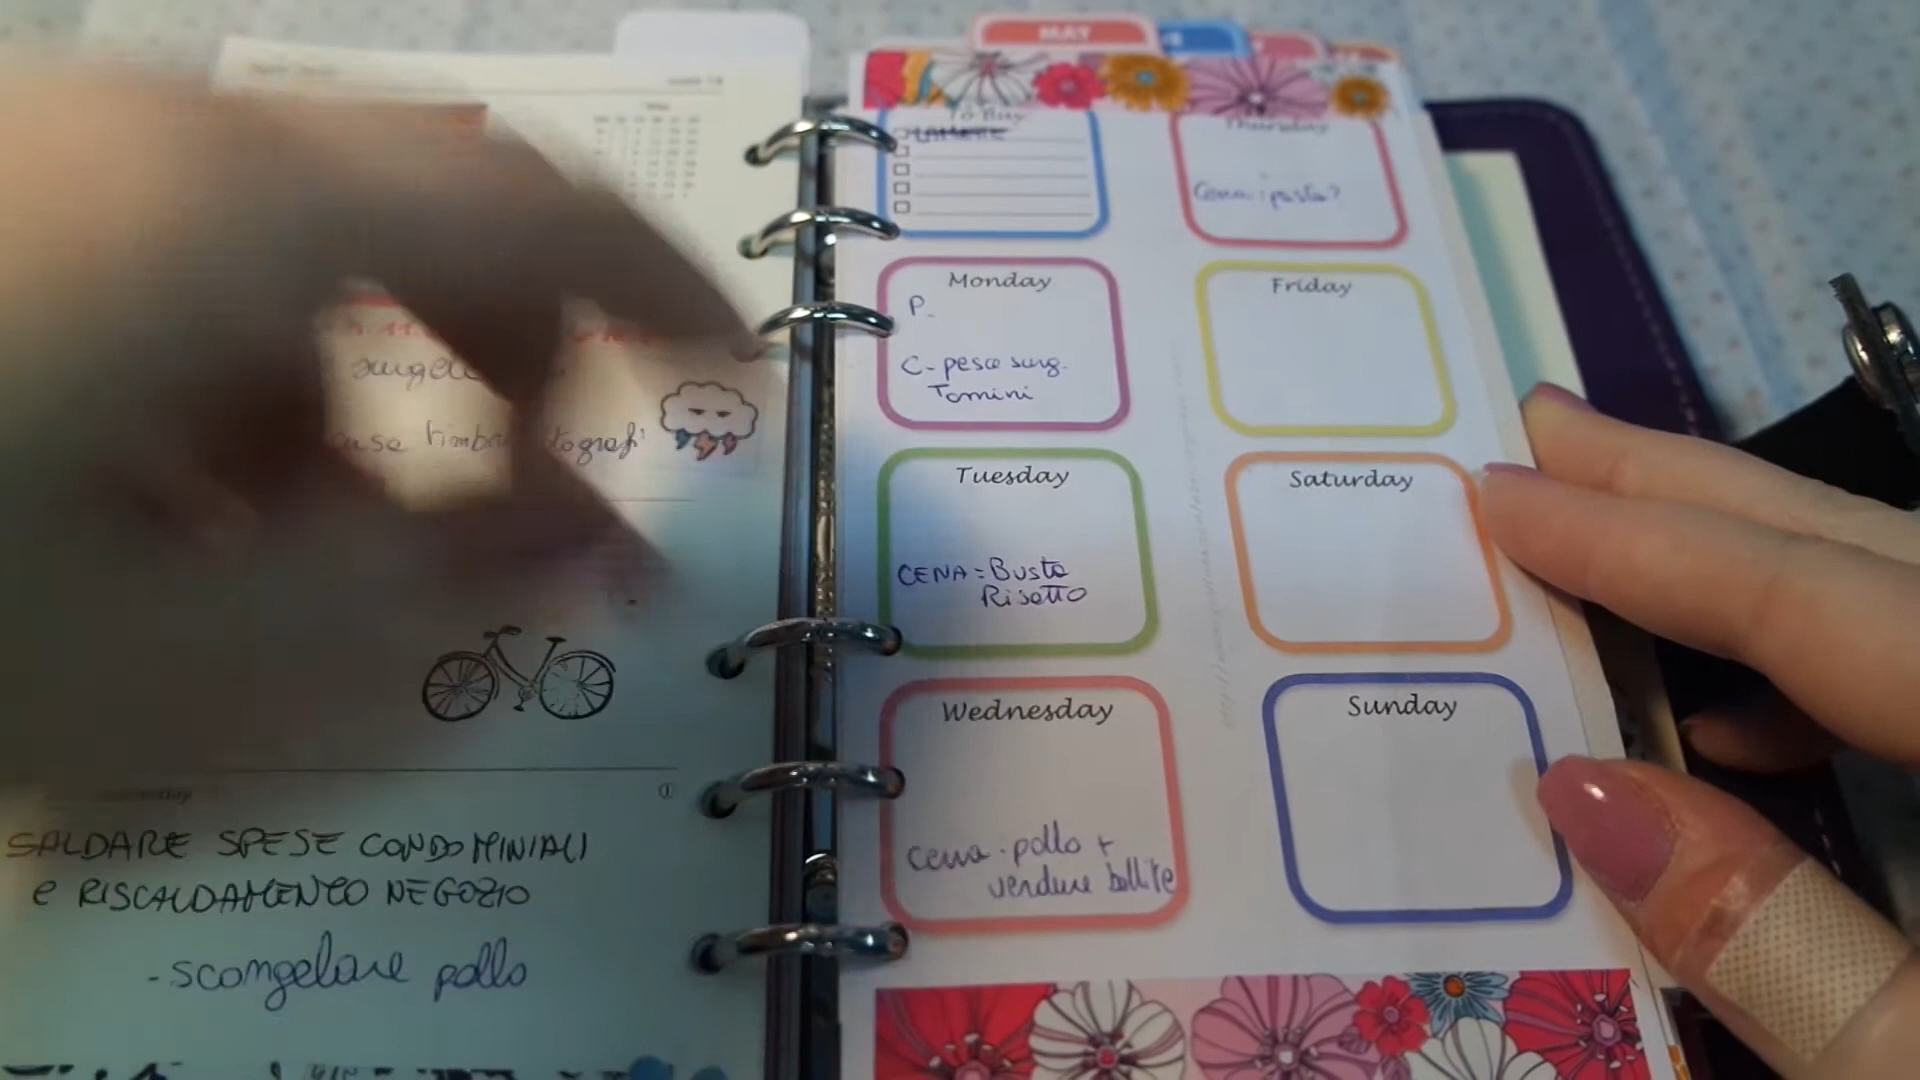 MAY
To Buy
Thursday
Cena : pasta?
Monday
P.
C- pesce surg.
Tomini
Friday
Tuesday
CENA = Busta
Risotto
Saturday
Wednesday
Cena : pollo +
verdure bollite
Sunday
SALDARE SPESE CONDOMINIALI
e RISCALDAMENTO NEGOZIO
- scongelare pollo